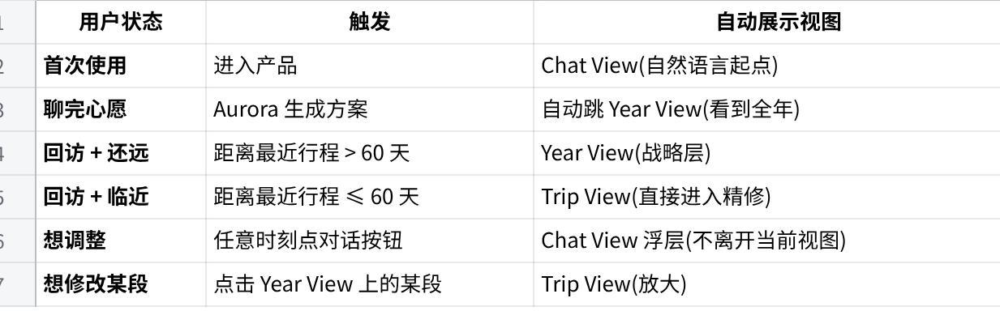 1 用户状态 触发 自动展示视图
2 首次使用 进入产品 Chat View(自然语言起点)
3 聊完心愿 Aurora 生成方案 自动跳 Year View(看到全年)
4 回访 + 还远 距离最近行程 > 60 天 Year View(战略层)
5 回访 + 临近 距离最近行程 ≤ 60 天 Trip View(直接进入精修)
6 想调整 任意时刻点对话按钮 Chat View 浮层(不离开当前视图)
7 想修改某段 点击 Year View 上的某段 Trip View(放大)